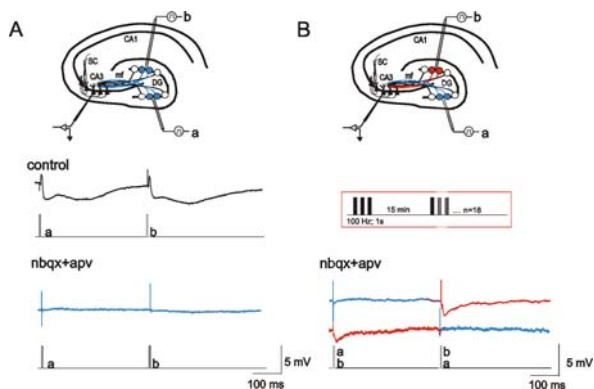 A
b
CA1
SC
CA3
mf
DG
a
control
a
b
nbqx+apv
a
b
5 mV
100 ms
B
b
CA1
SC
CA3
mf
DG
a
15 min
.... n=18
100 Hz; 1s
nbqx+apv
a
b
b
a
5 mV
100 ms